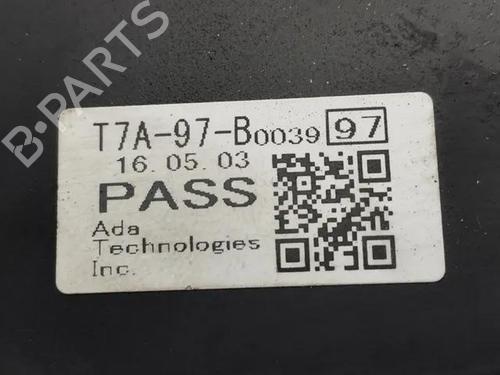 B-PARTS
T7A-97-B0039 97
16.05.03
PASS
Ada
Technologies
Inc.